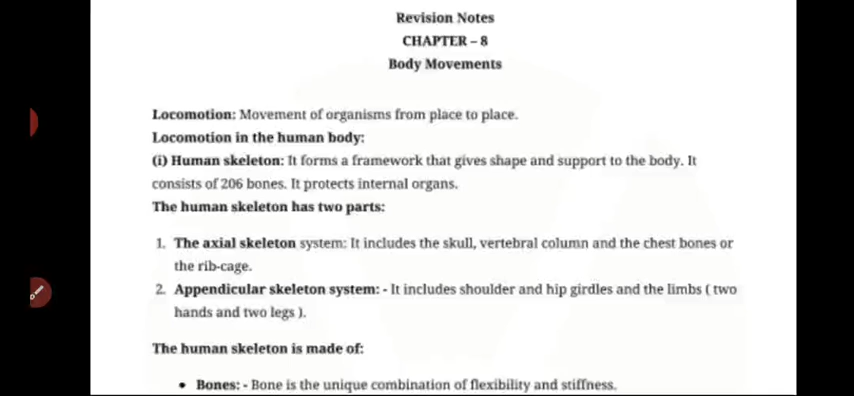 Revision Notes
CHAPTER – 8
Body Movements
Locomotion: Movement of organisms from place to place.
Locomotion in the human body:
(i) Human skeleton: It forms a framework that gives shape and support to the body. It
consists of 206 bones. It protects internal organs.
The human skeleton has two parts:
1. The axial skeleton system: It includes the skull, vertebral column and the chest bones or
the rib-cage.
2. Appendicular skeleton system: - It includes shoulder and hip girdles and the limbs ( two
hands and two legs ).
The human skeleton is made of:
• Bones: - Bone is the unique combination of flexibility and stiffness.